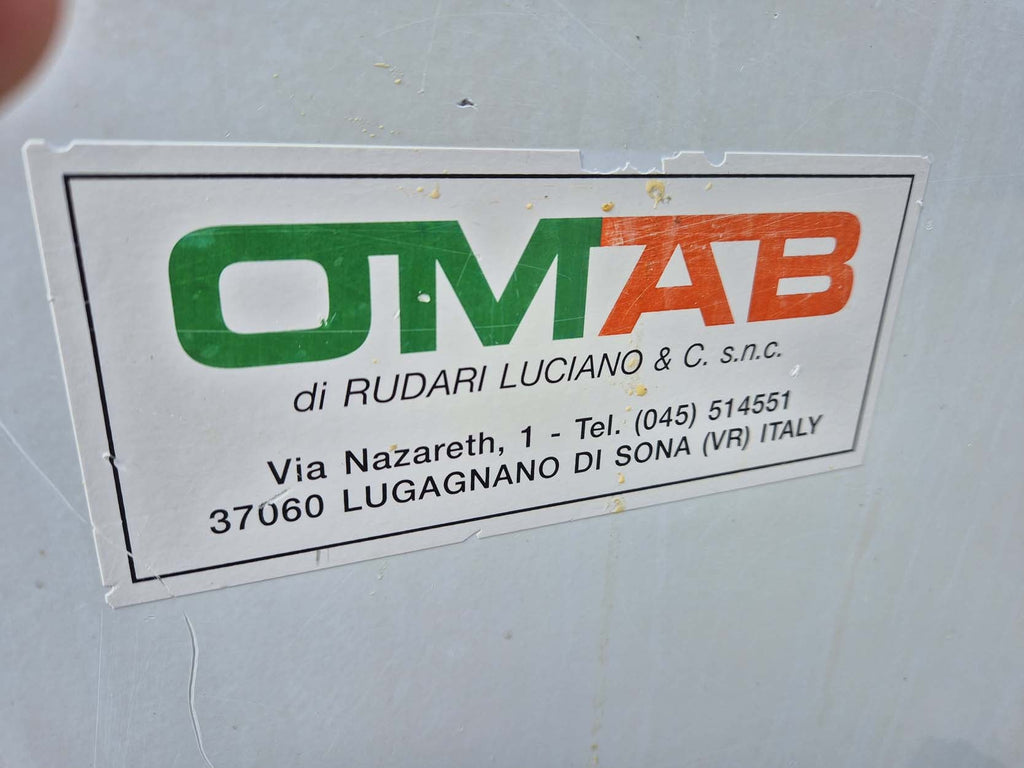 OMAB
di RUDARI LUCIANO & C. s.n.c.
Via Nazareth, 1 - Tel. (045) 514551
37060 LUGAGNANO DI SONA (VR) ITALY